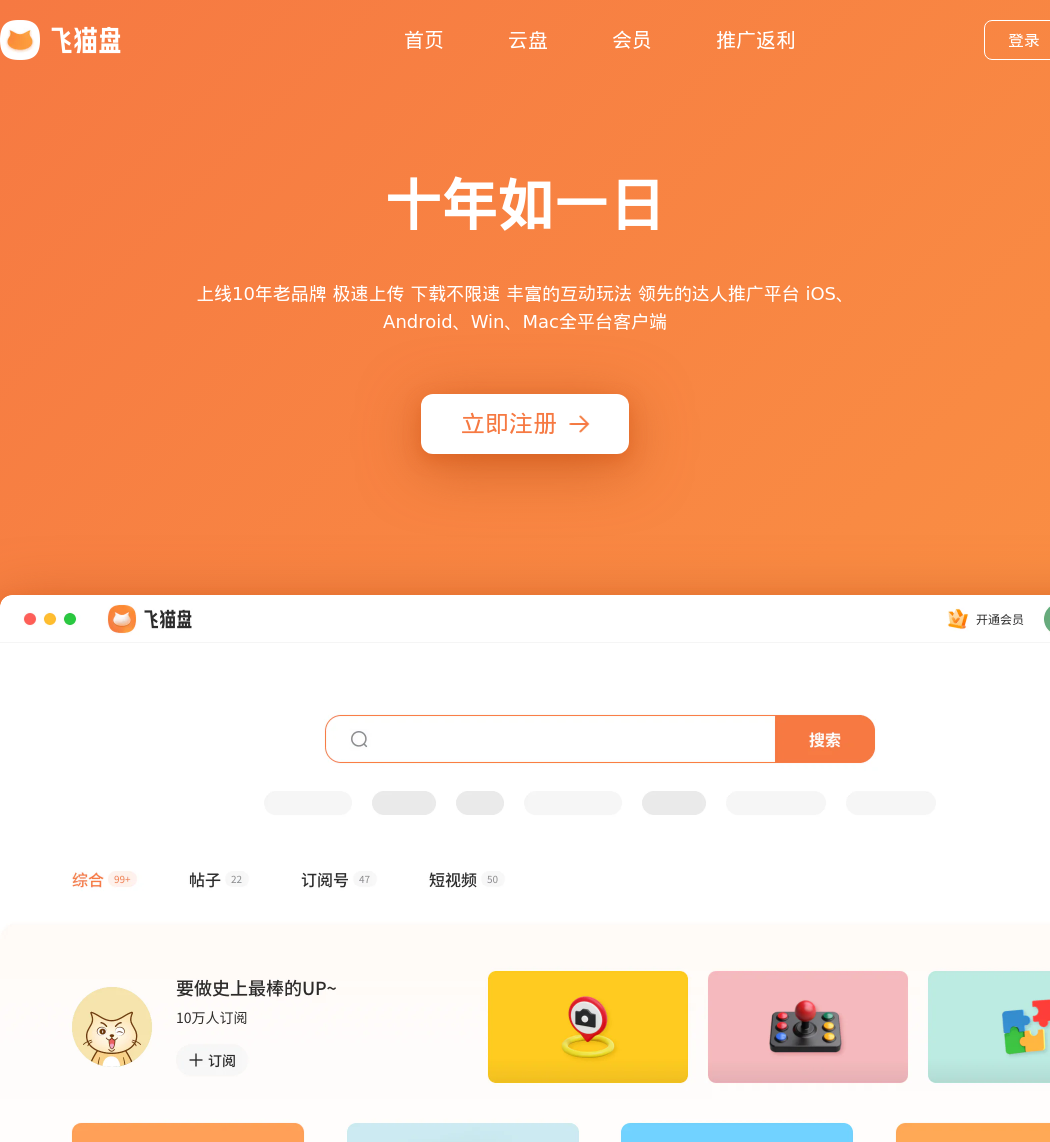 飞猫盘
首页
云盘
会员
推广返利
登录
十年如一日
上线10年老品牌 极速上传 下载不限速 丰富的互动玩法 领先的达人推广平台 iOS、
Android、Win、Mac全平台客户端
立即注册
飞猫盘
开通会员
搜索
综合 99+
帖子 22
订阅号 47
短视频 50
要做史上最棒的UP~
10万人订阅
订阅